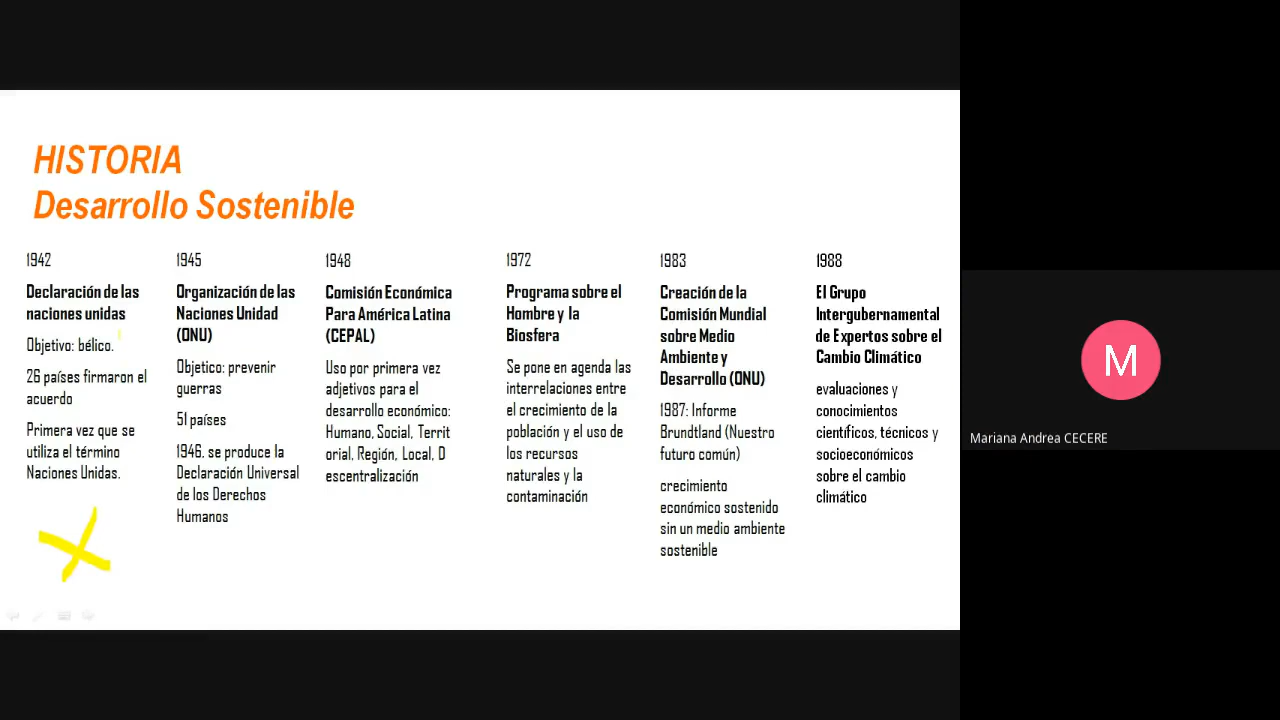 HISTORIA
Desarrollo Sostenible
1942
Declaración de las
naciones unidas
Objetivo: bélico.
26 países firmaron el
acuerdo
Primera vez que se
utiliza el término
Naciones Unidas.
1945
Organización de las
Naciones Unidad
(ONU)
Objetico: prevenir
guerras
51 países
1946. se produce la
Declaración Universal
de los Derechos
Humanos
1948
Comisión Económica
Para América Latina
(CEPAL)
Uso por primera vez
adjetivos para el
desarrollo económico:
Humano, Social, Territ
orial, Región, Local, D
escentralización
1972
Programa sobre el
Hombre y la
Biosfera
Se pone en agenda las
interrelaciones entre
el crecimiento de la
población y el uso de
los recursos
naturales y la
contaminación
1983
Creación de la
Comisión Mundial
sobre Medio
Ambiente y
Desarrollo (ONU)
1987: Informe
Brundtland (Nuestro
futuro común)
crecimiento
económico sostenido
sin un medio ambiente
sostenible
1988
El Grupo
Intergubernamental
de Expertos sobre el
Cambio Climático
evaluaciones y
conocimientos
científicos, técnicos y
socioeconómicos
sobre el cambio
climático
M
Mariana Andrea CECERE